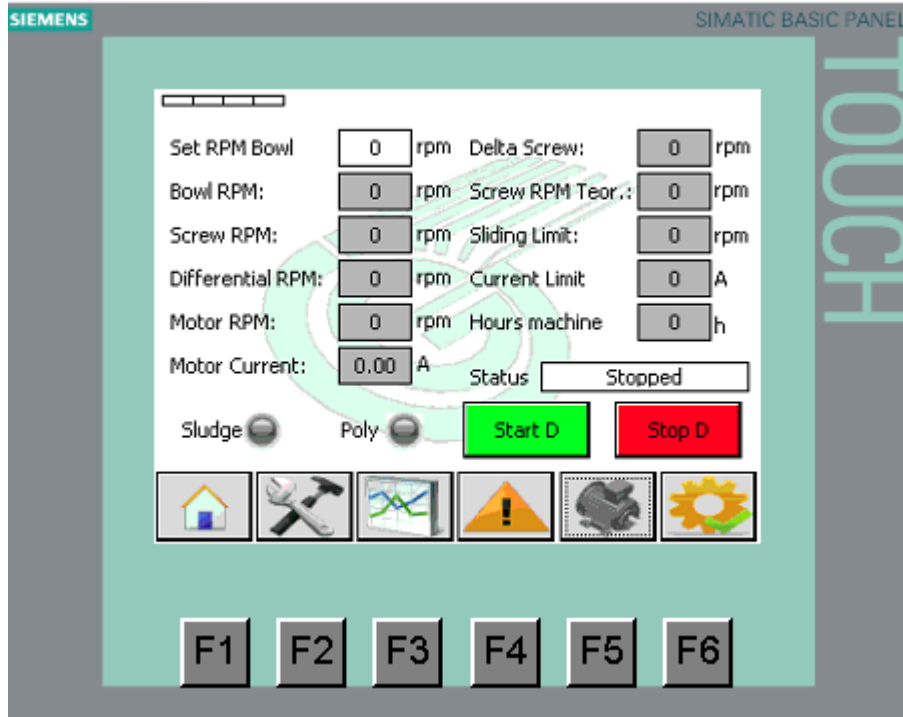 SIEMENS
SIMATIC BASIC PANEL
TOUCH
Set RPM Bowl 0 rpm Delta Screw: 0 rpm
Bowl RPM: 0 rpm Screw RPM Teor.: 0 rpm
Screw RPM: 0 rpm Sliding Limit: 0 rpm
Differential RPM: 0 rpm Current Limit 0 A
Motor RPM: 0 rpm Hours machine 0 h
Motor Current: 0.00 A Status Stopped
Sludge Poly Start D Stop D
F1 F2 F3 F4 F5 F6